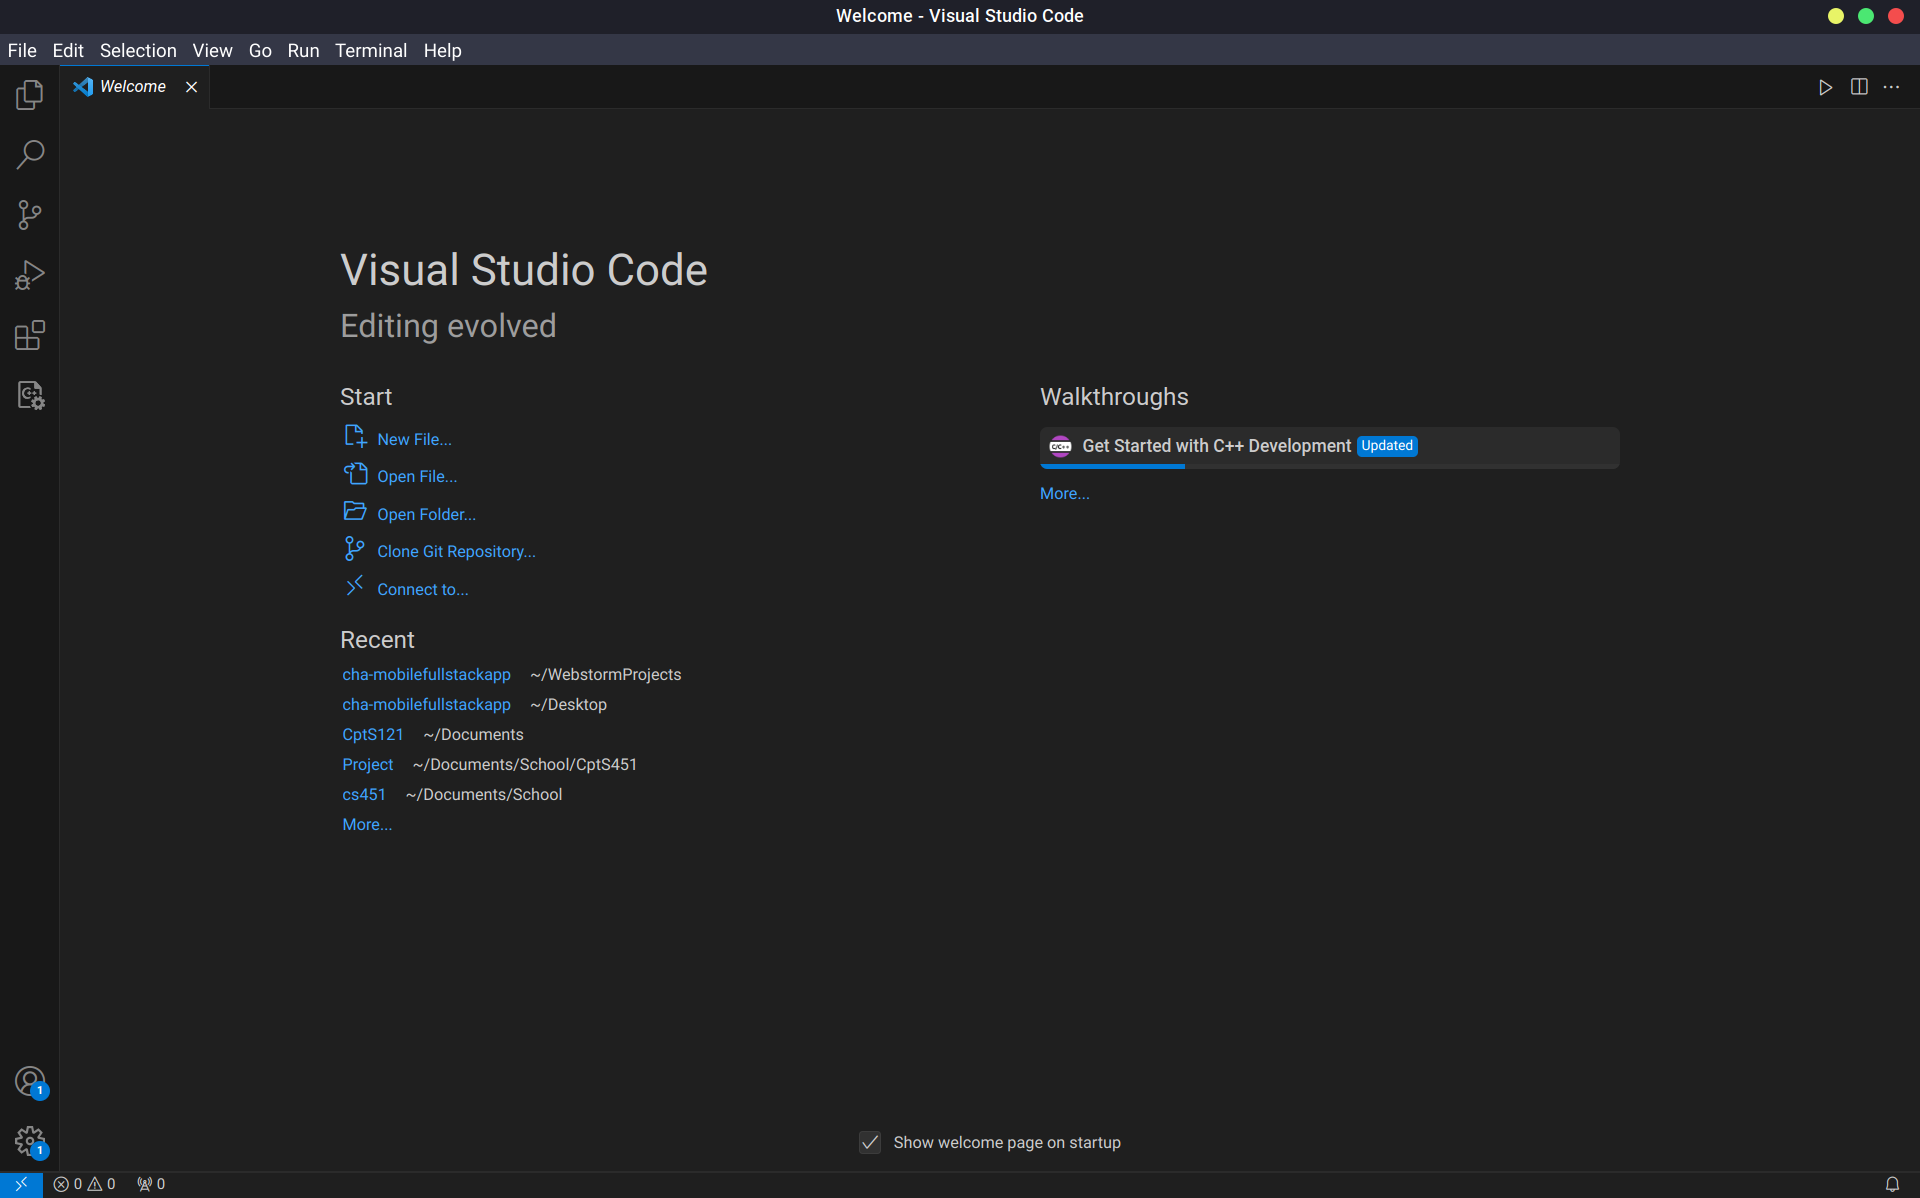 Welcome - Visual Studio Code
File Edit Selection View Go Run Terminal Help
Welcome
Visual Studio Code
Editing evolved
Start
New File...
Open File...
Open Folder...
Clone Git Repository...
Connect to...
Recent
cha-mobilefullstackapp ~/WebstormProjects
cha-mobilefullstackapp ~/Desktop
CptS121 ~/Documents
Project ~/Documents/School/CptS451
cs451 ~/Documents/School
More...
Walkthroughs
C/C++ Get Started with C++ Development Updated
More...
C++
1
1
Show welcome page on startup
0 0 0